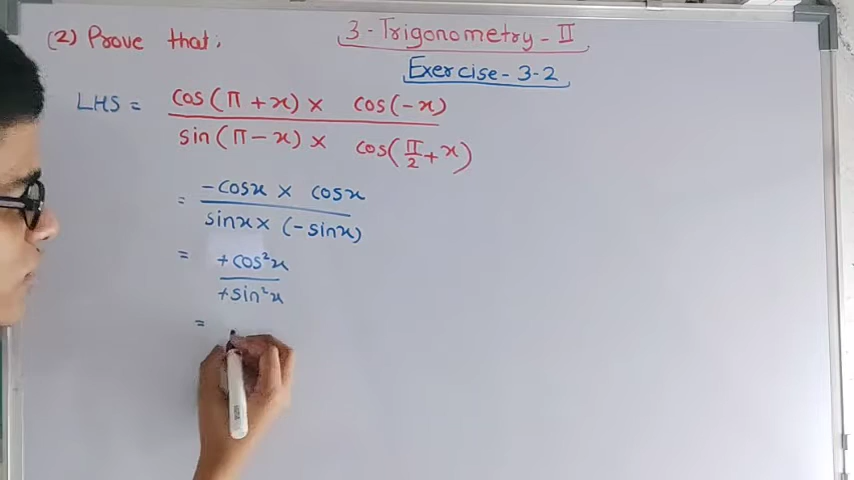 3 - Trigonometry - II
(2) Prove that;
Exercise - 3-2
LHS = cos(π + x) × cos(-x)
sin(π - x) × cos(π/2 + x)
= -cosx × cosx
sinx × (-sinx)
= +cos²x
+sin²x
=